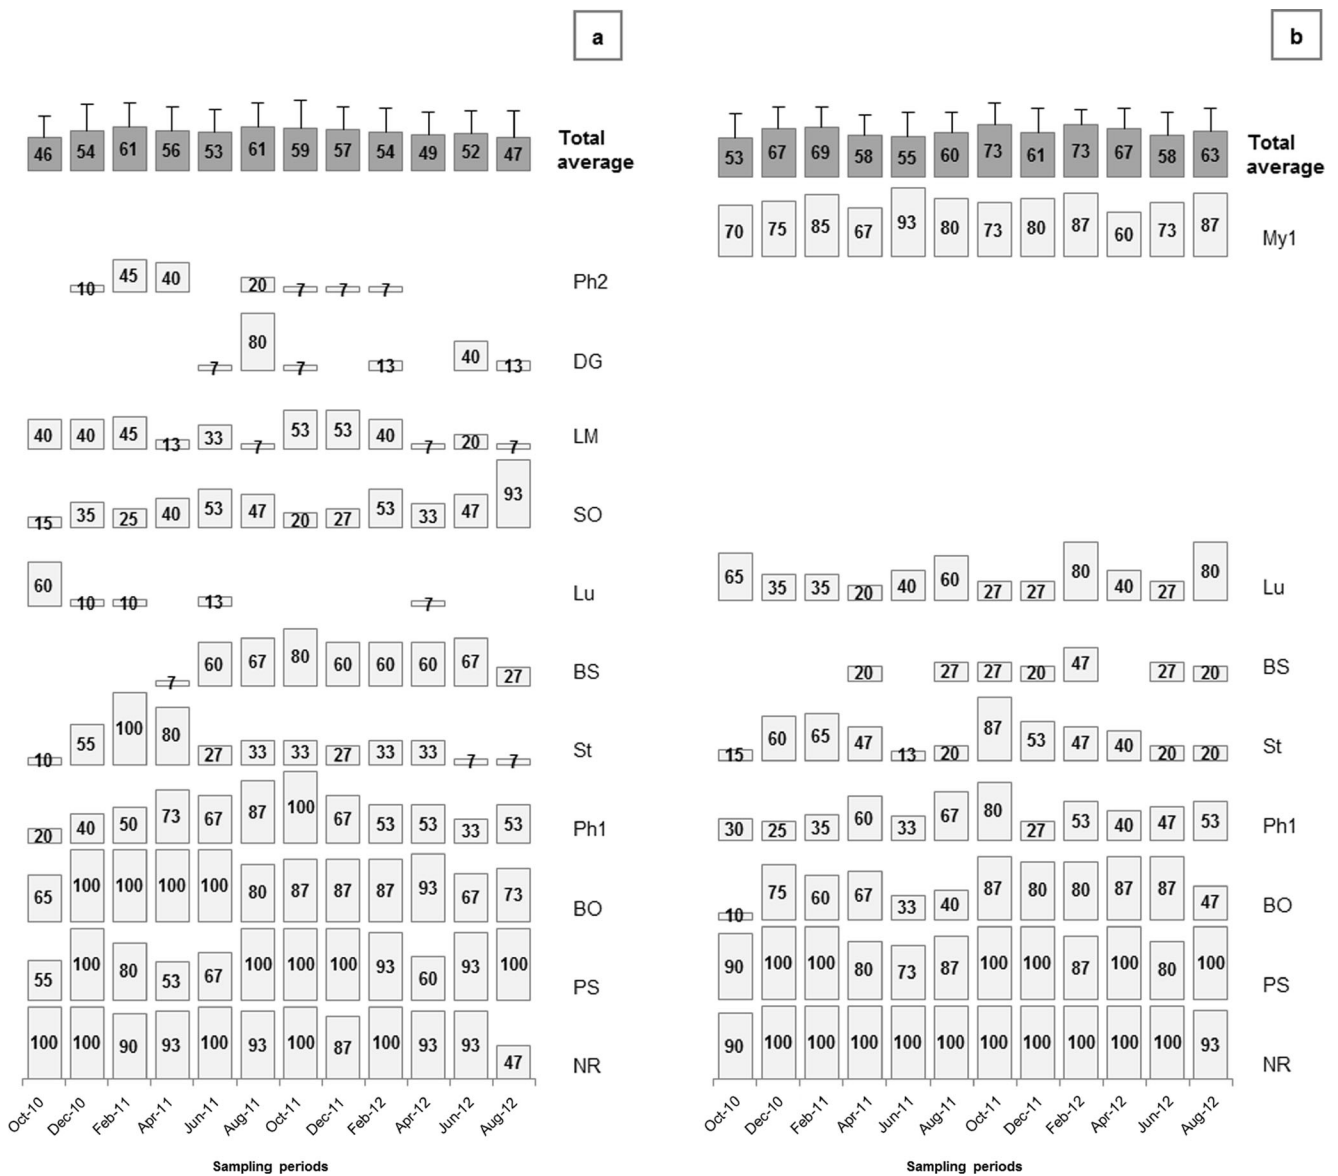 a
46 54 61 56 53 61 59 57 54 49 52 47 Total average
10 45 40 20 7 7 7 Ph2
7 80 7 13 40 13 DG
40 40 45 13 33 7 53 53 40 7 20 7 LM
15 35 25 40 53 47 20 27 53 33 47 93 SO
60 10 10 13 7 Lu
7 60 67 80 60 60 60 67 27 BS
10 55 100 80 27 33 33 27 33 33 7 7 St
20 40 50 73 67 87 100 67 53 53 33 53 Ph1
65 100 100 100 100 80 87 87 87 93 67 73 BO
55 100 80 53 67 100 100 100 93 60 93 100 PS
100 100 90 93 100 93 100 87 100 93 93 47 NR
Oct-10 Dec-10 Feb-11 Apr-11 Jun-11 Aug-11 Oct-11 Dec-11 Feb-12 Apr-12 Jun-12 Aug-12
Sampling periods
b
53 67 69 58 55 60 73 61 73 67 58 63 Total average
70 75 85 67 93 80 73 80 87 60 73 87 My1
65 35 35 20 40 60 27 27 80 40 27 80 Lu
20 27 27 20 47 27 20 BS
15 60 65 47 13 20 87 53 47 40 20 20 St
30 25 35 60 33 67 80 27 53 40 47 53 Ph1
10 75 60 67 33 40 87 80 80 87 87 47 BO
90 100 100 80 73 87 100 100 87 100 80 100 PS
90 100 100 100 100 100 100 100 100 100 100 93 NR
Oct-10 Dec-10 Feb-11 Apr-11 Jun-11 Aug-11 Oct-11 Dec-11 Feb-12 Apr-12 Jun-12 Aug-12
Sampling periods